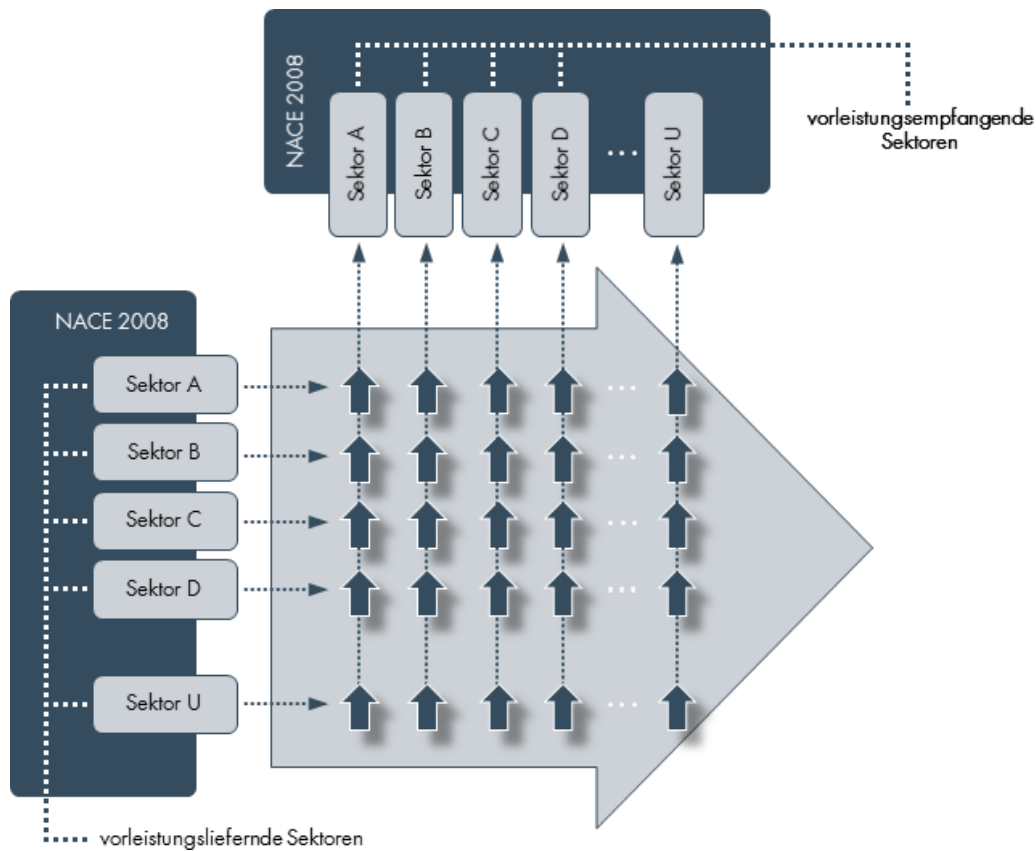 NACE 2008
Sektor A
Sektor B
Sektor C
Sektor D
...
Sektor U
vorleistungsempfangende
Sektoren
NACE 2008
Sektor A
...
Sektor B
...
Sektor C
...
Sektor D
...
Sektor U
...
vorleistungsliefernde Sektoren